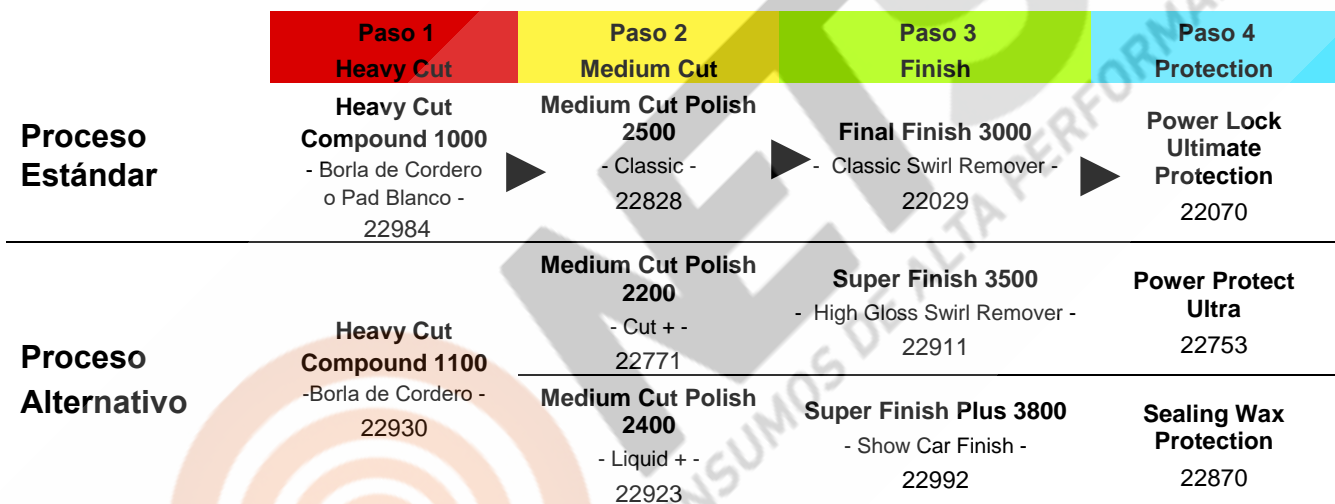 Paso 1
Heavy Cut
Paso 2
Medium Cut
Paso 3
Finish
Paso 4
Protection
Proceso
Estándar
Heavy Cut
Compound 1000
- Borla de Cordero
o Pad Blanco -
22984
Medium Cut Polish
2500
- Classic -
22828
Final Finish 3000
- Classic Swirl Remover -
22029
Power Lock
Ultimate
Protection
22070
Proceso
Alternativo
Heavy Cut
Compound 1100
-Borla de Cordero -
22930
Medium Cut Polish
2200
- Cut + -
22771
Super Finish 3500
- High Gloss Swirl Remover -
22911
Power Protect
Ultra
22753
Medium Cut Polish
2400
- Liquid + -
22923
Super Finish Plus 3800
- Show Car Finish -
22992
Sealing Wax
Protection
22870